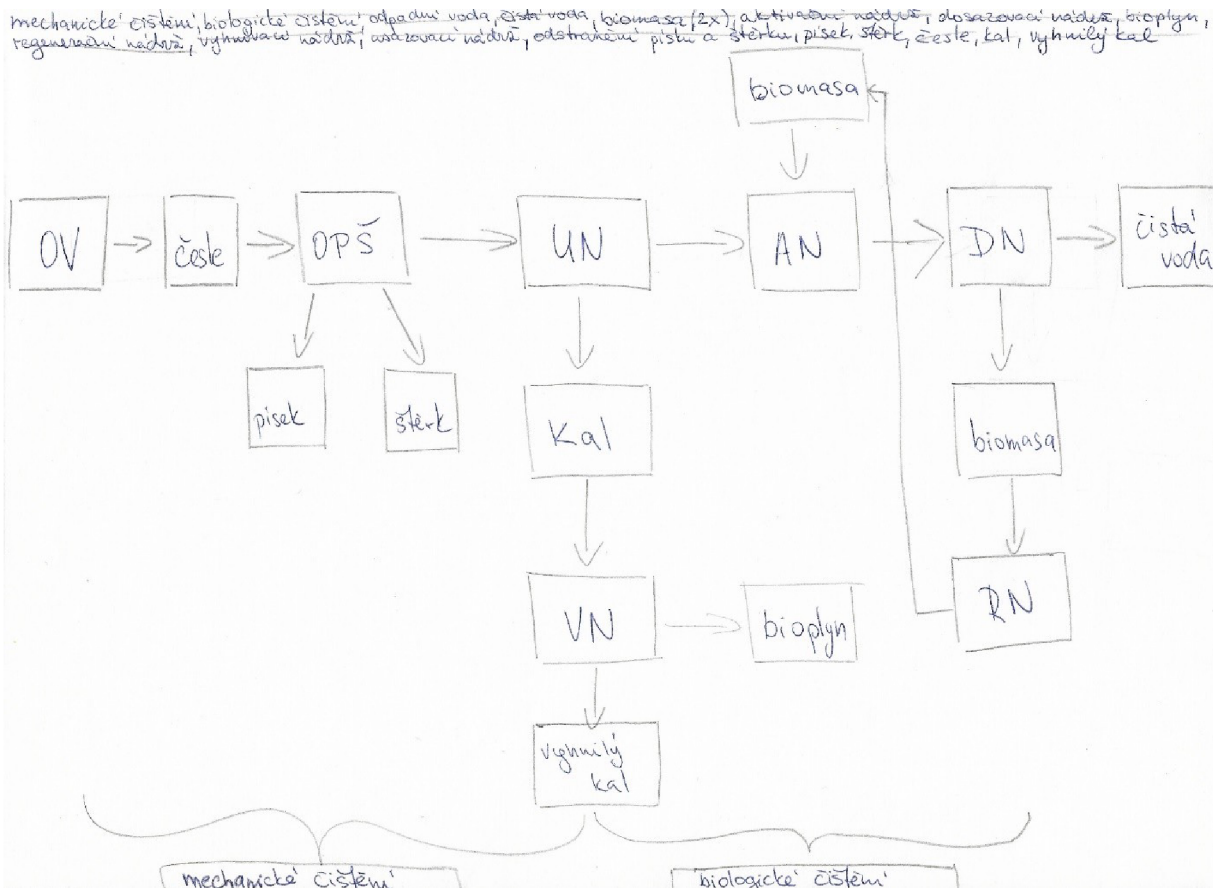 mechanické čištění, biologické čištění, odpadní voda, čistá voda, biomasa (2x), aktivační nádrž, dosazovací nádrž, bioplyn,
regenerační nádrž, vyhnívací nádrž, usazovací nádrž, odstranění písku a štěrku, písek, štěrk, česle, kal, vyhnilý kal
biomasa
OV
česle
OPŠ
UN
AN
DN
čistá
voda
písek
štěrk
Kal
biomasa
VN
bioplyn
RN
vyhnilý
kal
mechanické čištění
biologické čištění